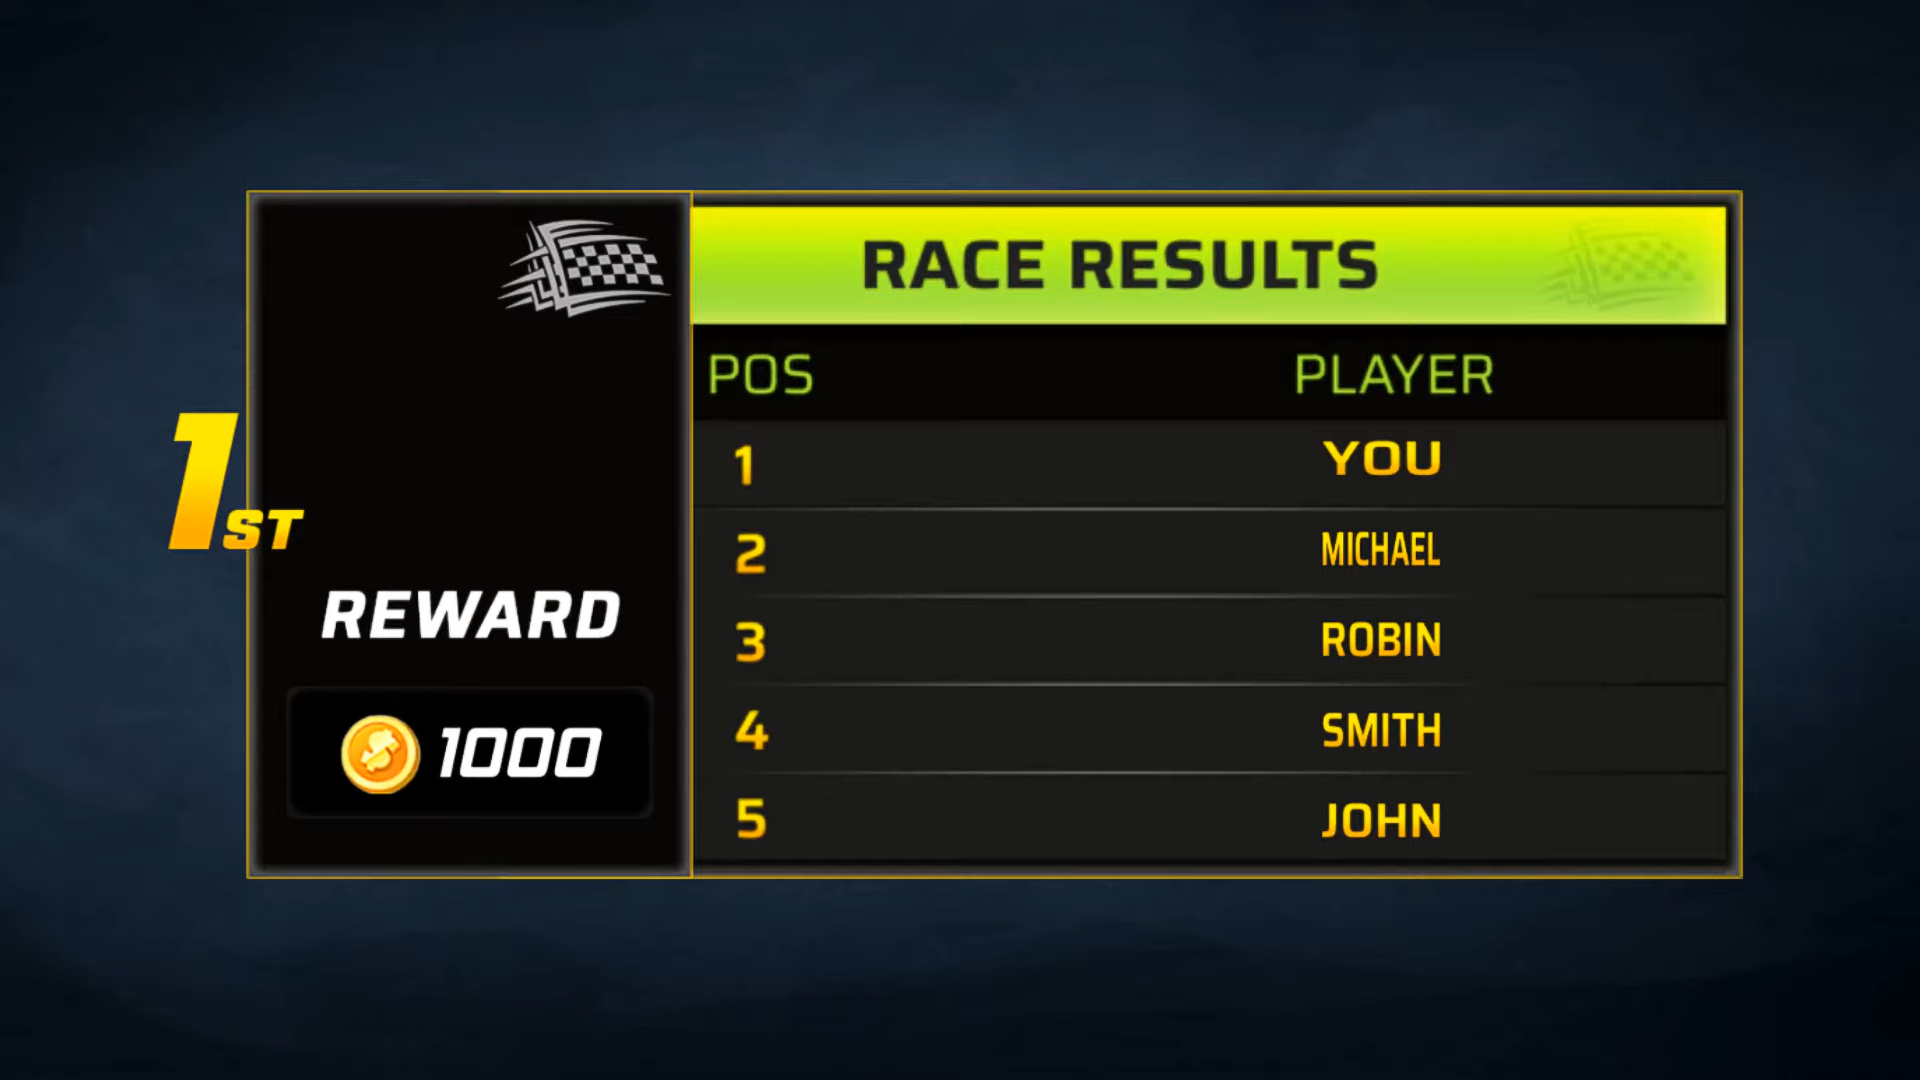 RACE RESULTS
POS PLAYER
1 YOU
2 MICHAEL
3 ROBIN
4 SMITH
5 JOHN
1ST
REWARD
1000